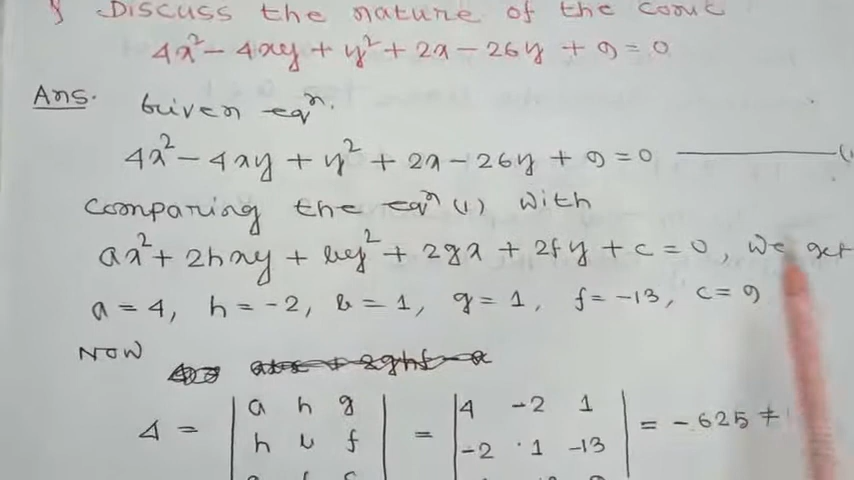 Discuss the nature of the conic
4x² - 4xy + y² + 2x - 26y + 9 = 0
Ans. Given eqⁿ.
4x² - 4xy + y² + 2x - 26y + 9 = 0 ——— (1
Comparing the eqⁿ (1) with
ax² + 2hxy + by² + 2gx + 2fy + c = 0, we get
a = 4, h = -2, b = 1, g = 1, f = -13, c = 9
Now
Δ = | a h g | = | 4 -2 1 | = -625 ≠
| h b f | | -2 1 -13 |